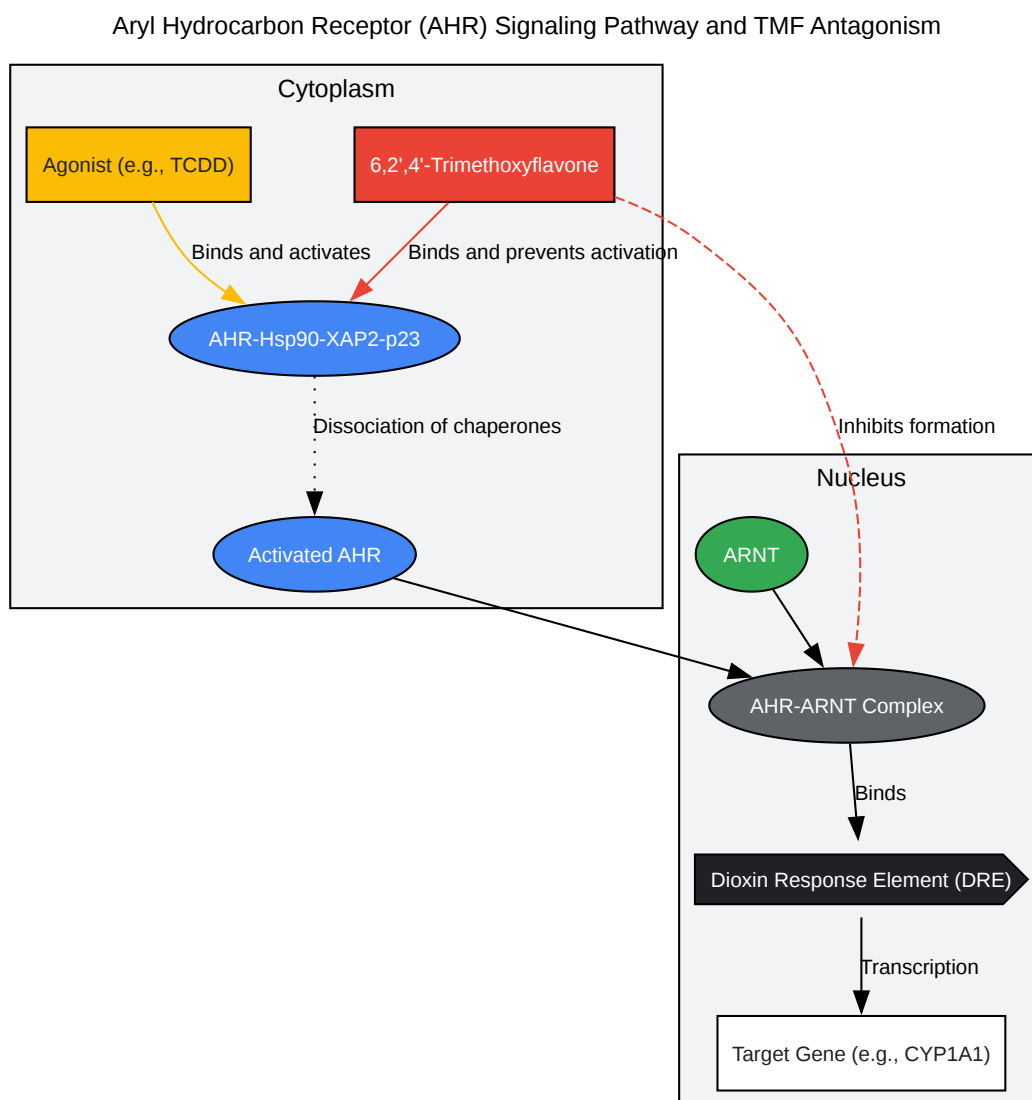 Aryl Hydrocarbon Receptor (AHR) Signaling Pathway and TMF Antagonism
Cytoplasm
Agonist (e.g., TCDD)
6,2',4'-Trimethoxyflavone
Binds and activates
Binds and prevents activation
AHR-Hsp90-XAP2-p23
Dissociation of chaperones
Inhibits formation
Nucleus
Activated AHR
ARNT
AHR-ARNT Complex
Binds
Dioxin Response Element (DRE)
Transcription
Target Gene (e.g., CYP1A1)